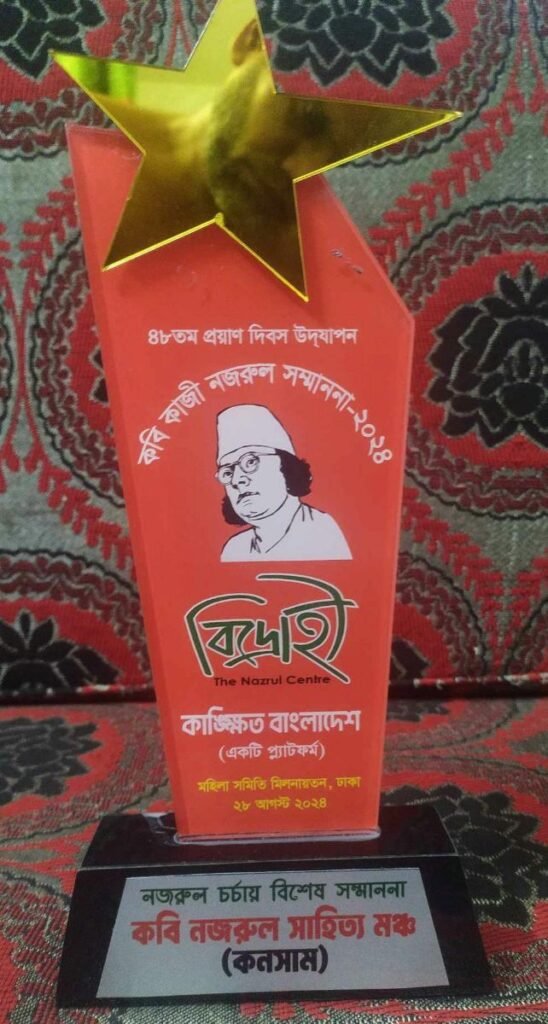 ৪৮তম প্রয়াণ দিবস উদ্‌যাপন
কবি কাজী নজরুল সম্মাননা-২০২৪
বিদ্রোহী
The Nazrul Centre
কাঙ্ক্ষিত বাংলাদেশ
(একটি প্ল্যাটফর্ম)
মহিলা সমিতি মিলনায়তন, ঢাকা
২৮ আগস্ট ২০২৪
নজরুল চর্চায় বিশেষ সম্মাননা
কবি নজরুল সাহিত্য মঞ্চ
(কনসাম)